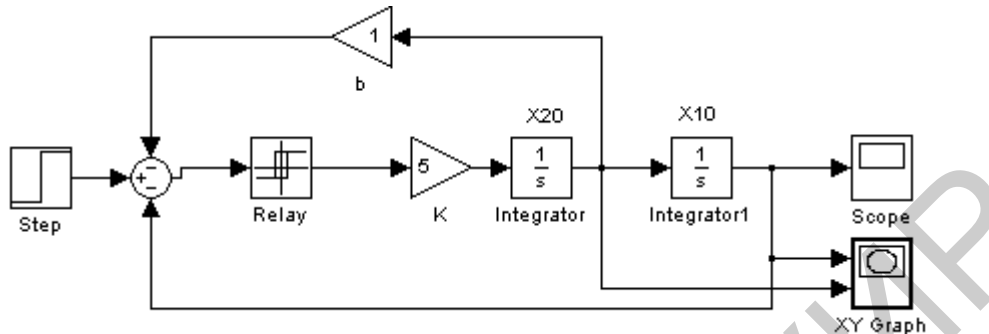 1
b
X20
X10
+
−
5
1
s
1
s
Step
Relay
K
Integrator
Integrator1
Scope
XY Graph